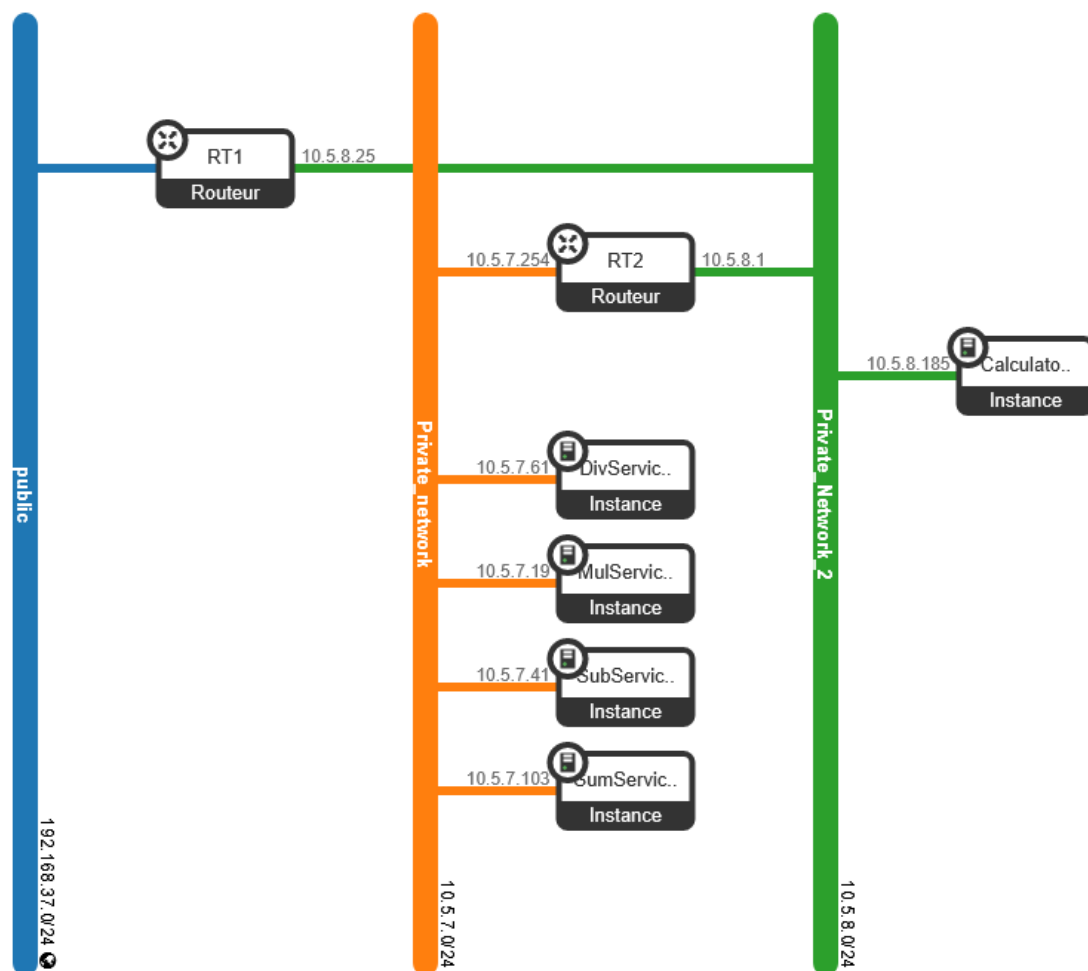 RT1
Routeur
10.5.8.25
10.5.7.254
RT2
Routeur
10.5.8.1
10.5.8.185
Calculato..
Instance
10.5.7.61
DivServic..
Instance
10.5.7.19
MulServic..
Instance
10.5.7.41
SubServic..
Instance
10.5.7.103
SumServic..
Instance
public
192.168.37.0/24
Private_network
10.5.7.0/24
Private_Network_2
10.5.8.0/24